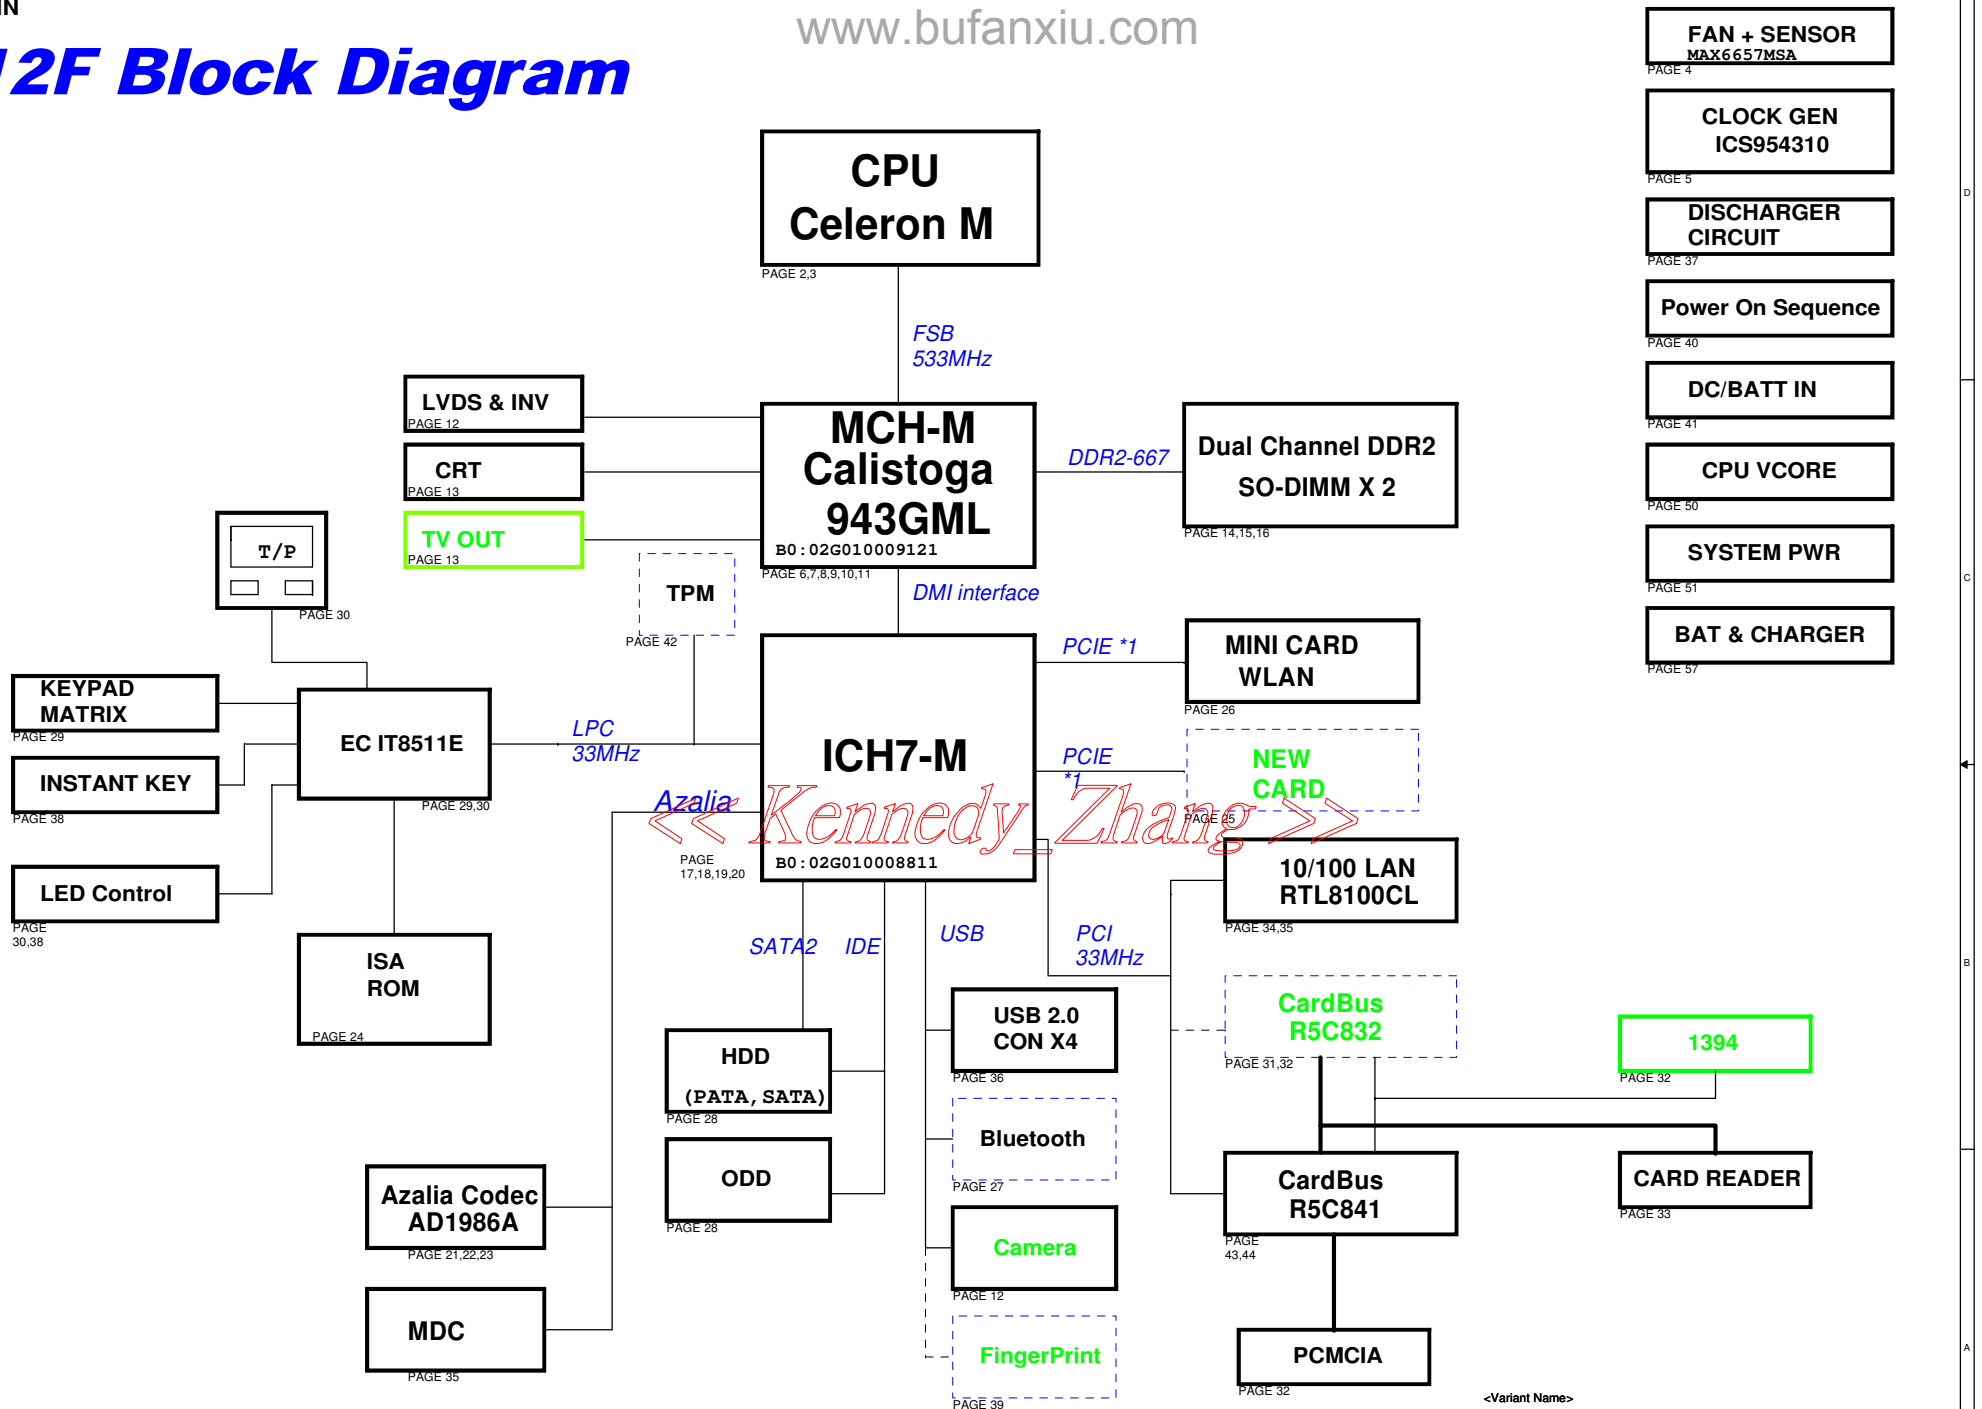 www.bufanxiu.com
12F Block Diagram
FAN + SENSOR
MAX6657MSA
PAGE 4
CLOCK GEN
ICS954310
PAGE 5
DISCHARGER
CIRCUIT
PAGE 37
Power On Sequence
PAGE 40
DC/BATT IN
PAGE 41
CPU VCORE
PAGE 50
SYSTEM PWR
PAGE 51
BAT & CHARGER
PAGE 57
CPU
Celeron M
PAGE 2,3
FSB
533MHz
LVDS & INV
PAGE 12
CRT
PAGE 13
TV OUT
PAGE 13
MCH-M
Calistoga
943GML
B0:02G010009121
PAGE 6,7,8,9,10,11
DDR2-667
Dual Channel DDR2
SO-DIMM X 2
PAGE 14,15,16
T/P
PAGE 30
TPM
PAGE 42
DMI interface
KEYPAD
MATRIX
PAGE 29
INSTANT KEY
PAGE 38
LED Control
PAGE
30,38
EC IT8511E
PAGE 29,30
LPC
33MHz
ISA
ROM
PAGE 24
Azalia
ICH7-M
B0:02G010008811
PAGE
17,18,19,20
<< Kennedy_Zhang >>
PCIE *1
MINI CARD
WLAN
PAGE 26
PCIE
*1
NEW
CARD
PAGE 25
10/100 LAN
RTL8100CL
PAGE 34,35
SATA2
IDE
USB
PCI
33MHz
HDD
(PATA,SATA)
PAGE 28
ODD
PAGE 28
USB 2.0
CON X4
PAGE 36
Bluetooth
PAGE 27
Camera
PAGE 12
FingerPrint
PAGE 39
CardBus
R5C832
PAGE 31,32
1394
PAGE 32
CardBus
R5C841
PAGE
43,44
CARD READER
PAGE 33
PCMCIA
PAGE 32
Azalia Codec
AD1986A
PAGE 21,22,23
MDC
PAGE 35
<Variant Name>
D
C
B
A